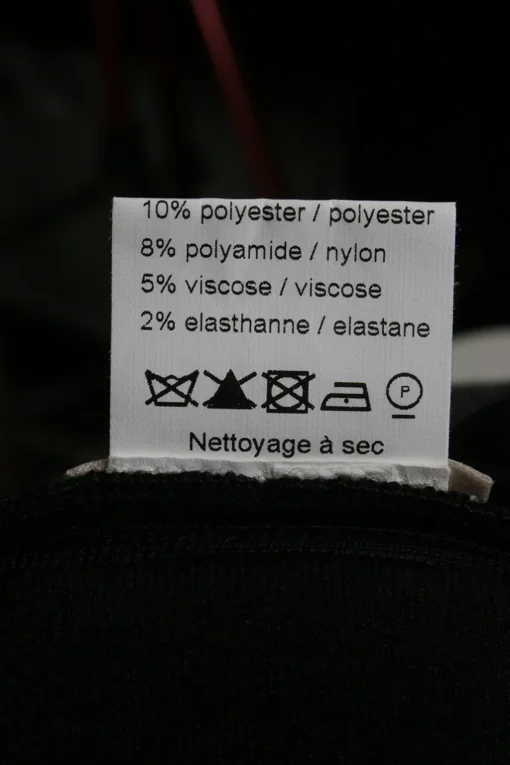 10% polyester / polyester
8% polyamide / nylon
5% viscose / viscose
2% elasthanne / elastane
P
Nettoyage à sec